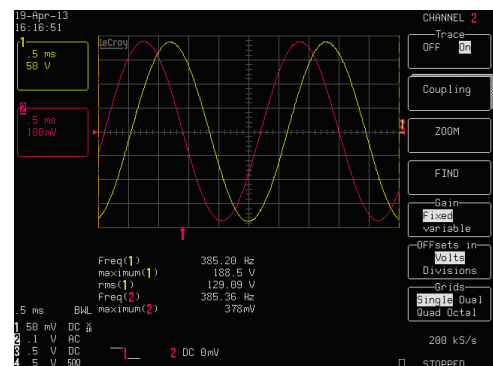 19-Apr-13
16:16:51
CHANNEL 2
1
.5 ms
50 V
LeCroy
Trace
OFF On
2
.5 ms
100mV
Coupling
ZOOM
FIND
Gain
Fixed
variable
OFFsets in
Volts
Divisions
Grids
Single Dual
Quad Octal
Freq(1) 385.20 Hz
maximum(1) 188.5 V
rms(1) 129.09 V
Freq(2) 385.36 Hz
maximum(2) 378mV
.5 ms BWL
1 50 mV DC
2 .1 V AC
3 .5 V DC
4 .5 V 50Ω
2 DC 0mV
200 kS/s
STOPPED